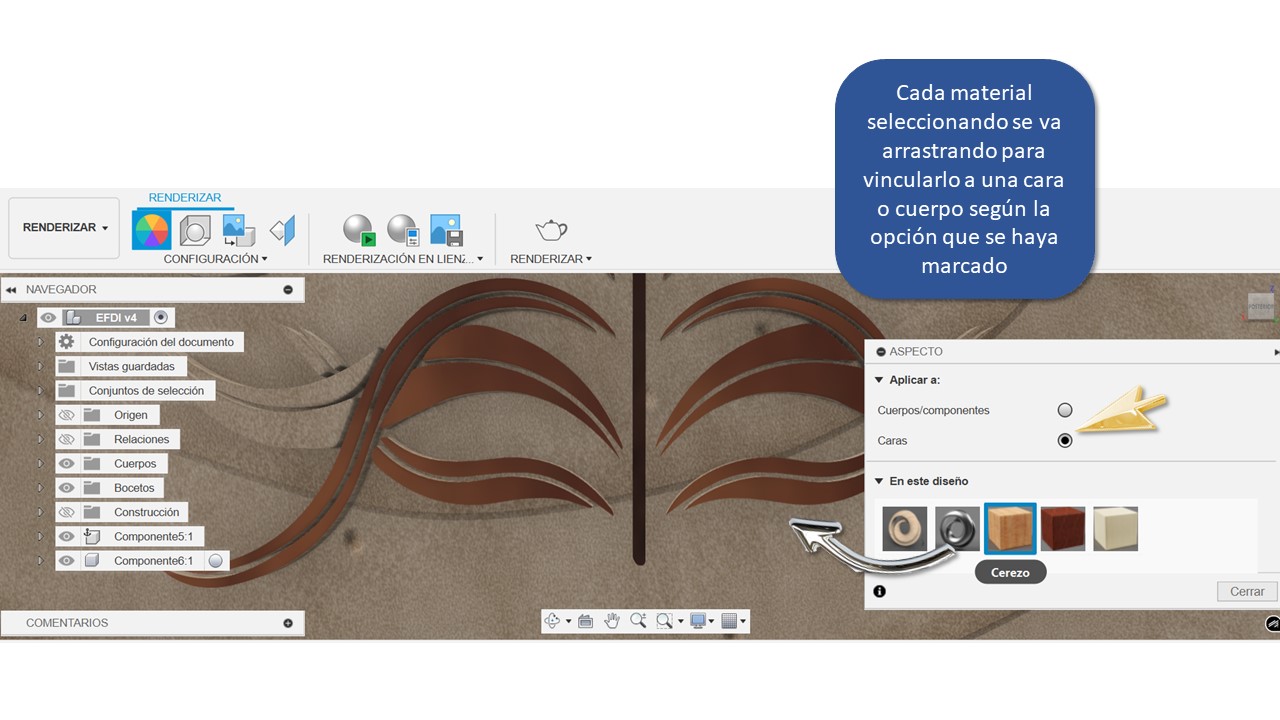 Cada material
seleccionando se va
arrastrando para
vincularlo a una cara
o cuerpo según la
opción que se haya
marcado
RENDERIZAR
RENDERIZAR
CONFIGURACIÓN
RENDERIZACIÓN EN LIENZ...
RENDERIZAR
NAVEGADOR
EFDI v4
Configuración del documento
Vistas guardadas
Conjuntos de selección
Origen
Relaciones
Cuerpos
Bocetos
Construcción
Componente5:1
Componente6:1
COMENTARIOS
ASPECTO
Aplicar a:
Cuerpos/componentes
Caras
En este diseño
Cerezo
Cerrar